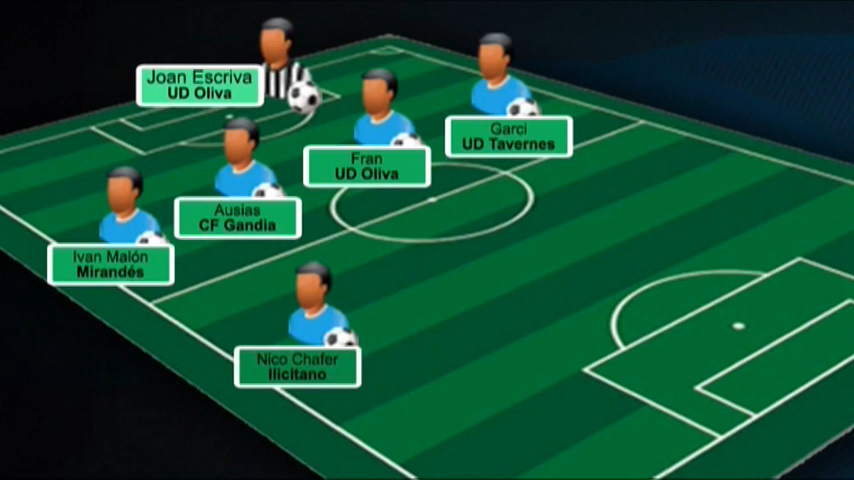 Joan Escriva
UD Oliva
Garci
UD Tavernes
Fran
UD Oliva
Ausias
CF Gandia
Ivan Malón
Mirandés
Nico Chafer
Ilicitano